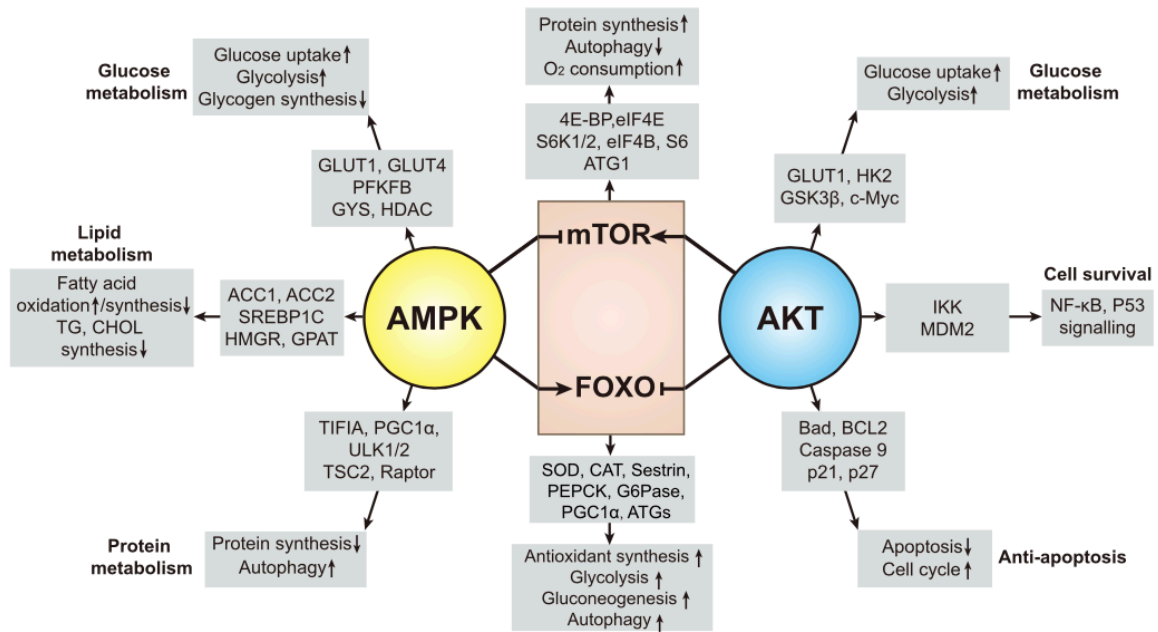 Protein synthesis↑
Autophagy↓
O₂ consumption↑
Glucose
metabolism
Glucose uptake↑
Glycolysis↑
Glycogen synthesis↓
Glucose uptake↑
Glycolysis↑
Glucose
metabolism
4E-BP,eIF4E
S6K1/2, eIF4B, S6
ATG1
GLUT1, GLUT4
PFKFB
GYS, HDAC
GLUT1, HK2
GSK3β, c-Myc
mTOR
Lipid
metabolism
Fatty acid
oxidation↑/synthesis↓
TG, CHOL
synthesis↓
ACC1, ACC2
SREBP1C
HMGR, GPAT
AMPK
AKT
IKK
MDM2
Cell survival
NF-κB, P53
signalling
FOXO
TIFIA, PGC1α,
ULK1/2
TSC2, Raptor
SOD, CAT, Sestrin,
PEPCK, G6Pase,
PGC1α, ATGs
Bad, BCL2
Caspase 9
p21, p27
Protein
metabolism
Protein synthesis↓
Autophagy↑
Antioxidant synthesis ↑
Glycolysis ↑
Gluconeogenesis ↑
Autophagy ↑
Apoptosis↓
Cell cycle↑
Anti-apoptosis